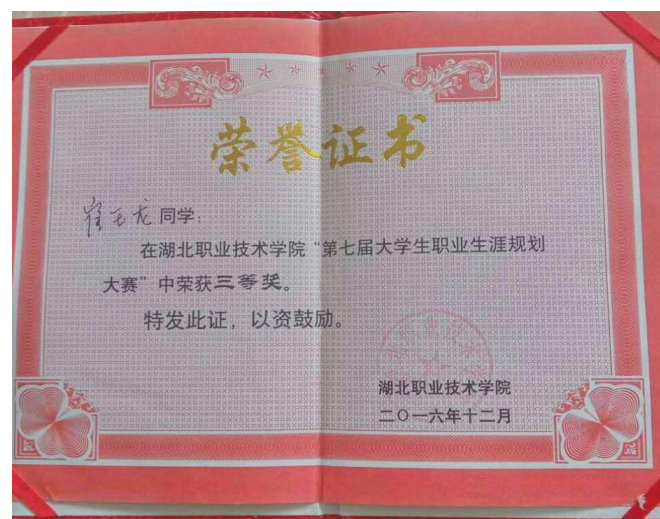 荣誉证书
崔玉龙同学：
在湖北职业技术学院“第七届大学生职业生涯规划
大赛”中荣获三等奖。
特发此证，以资鼓励。
湖北职业技术学院
二〇一六年十二月